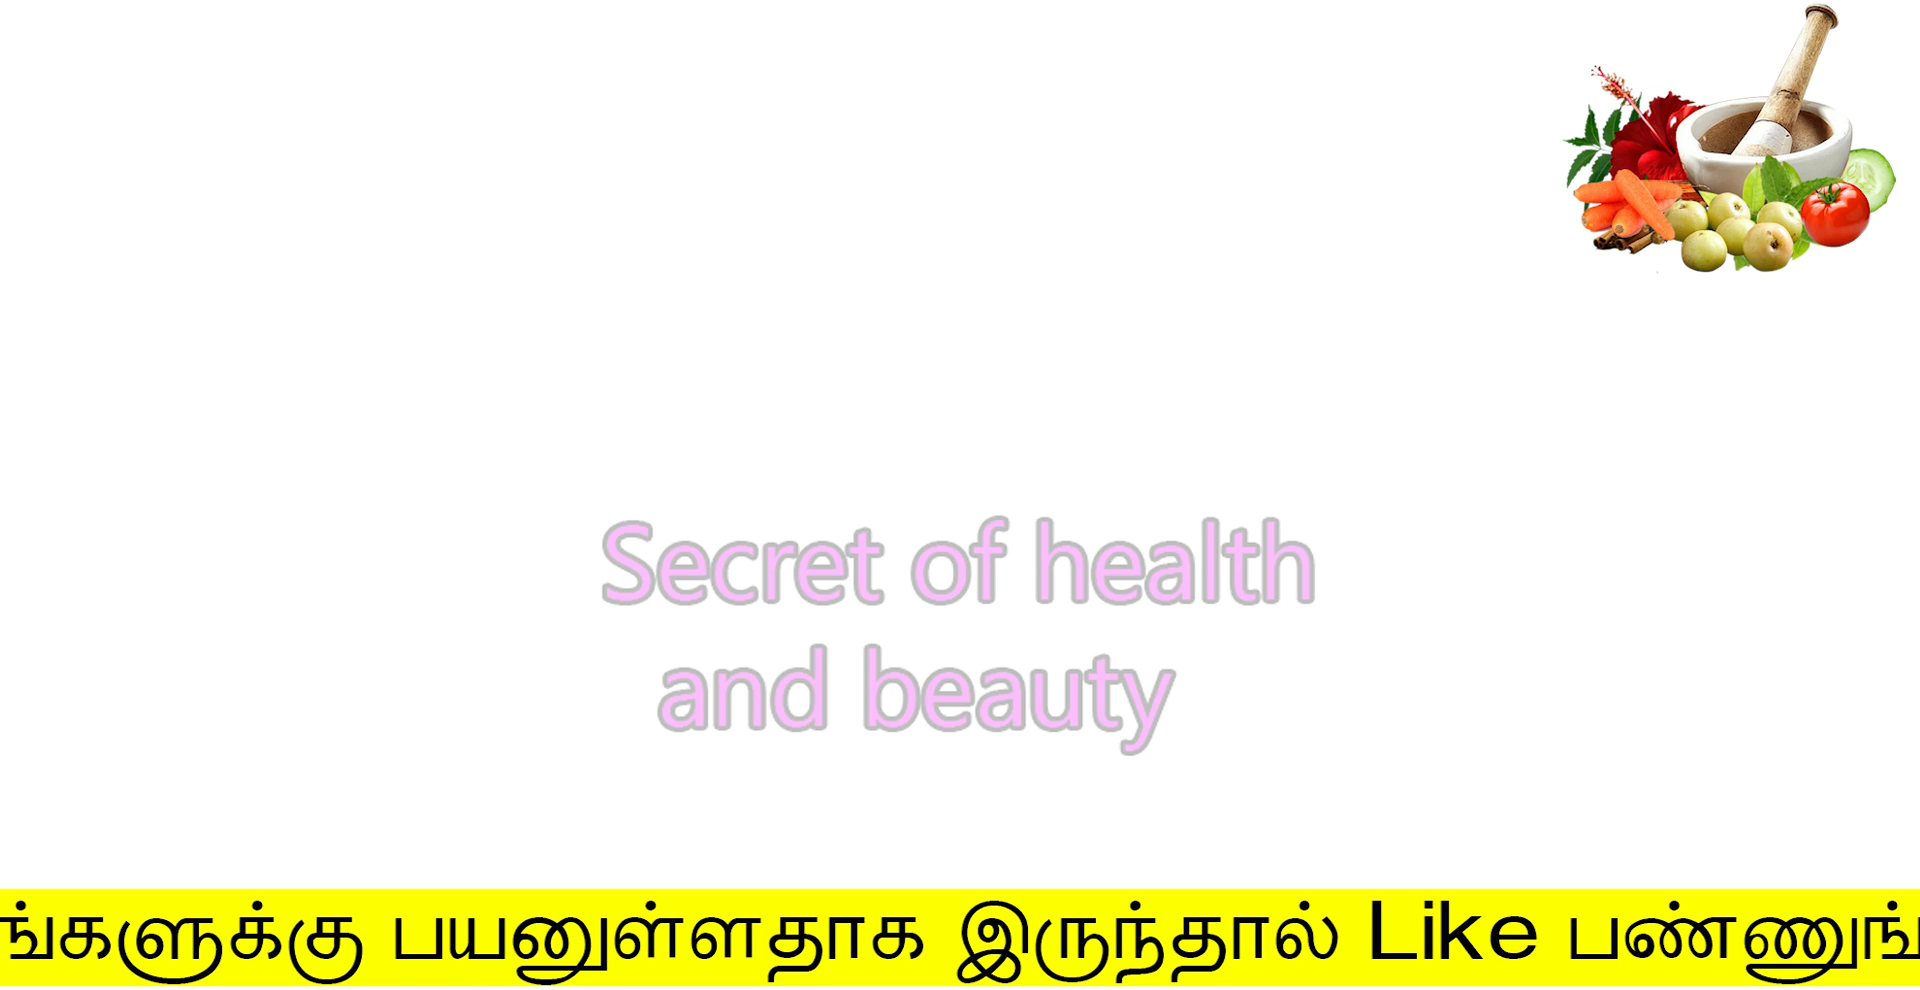 Secret of health
and beauty
ங்களுக்கு பயனுள்ளதாக இருந்தால் Like பண்ணுங்